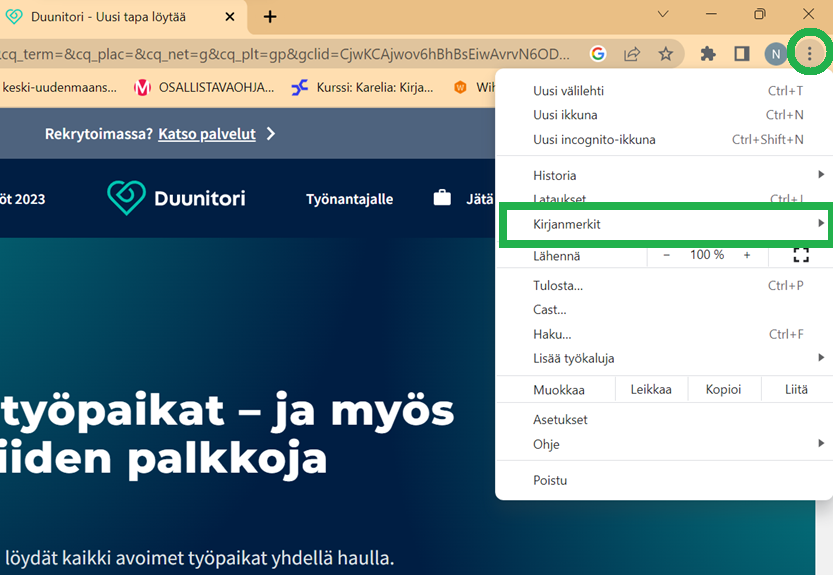 Duunitori - Uusi tapa löytää
cq_term=&cq_plac=&cq_net=g&cq_plt=gp&gclid=CjwKCAjwov6hBhBsEiwAvrvN6OD...
N
keski-uudenmaans...
OSALLISTAVAOHJA...
Kurssi: Karelia: Kirja...
Rekrytoimassa? Katso palvelut
2023
Duunitori
Työnantajalle
Jätä
työpaikat – ja myös
palkkoja
löydät kaikki avoimet työpaikat yhdellä haulla.
Uusi välilehti Ctrl+T
Uusi ikkuna Ctrl+N
Uusi incognito-ikkuna Ctrl+Shift+N
Historia
Lataukset Ctrl+J
Kirjanmerkit
Lähennä − 100 % +
Tulosta... Ctrl+P
Cast...
Haku... Ctrl+F
Lisää työkaluja
Muokkaa Leikkaa Kopioi Liitä
Asetukset
Ohje
Poistu